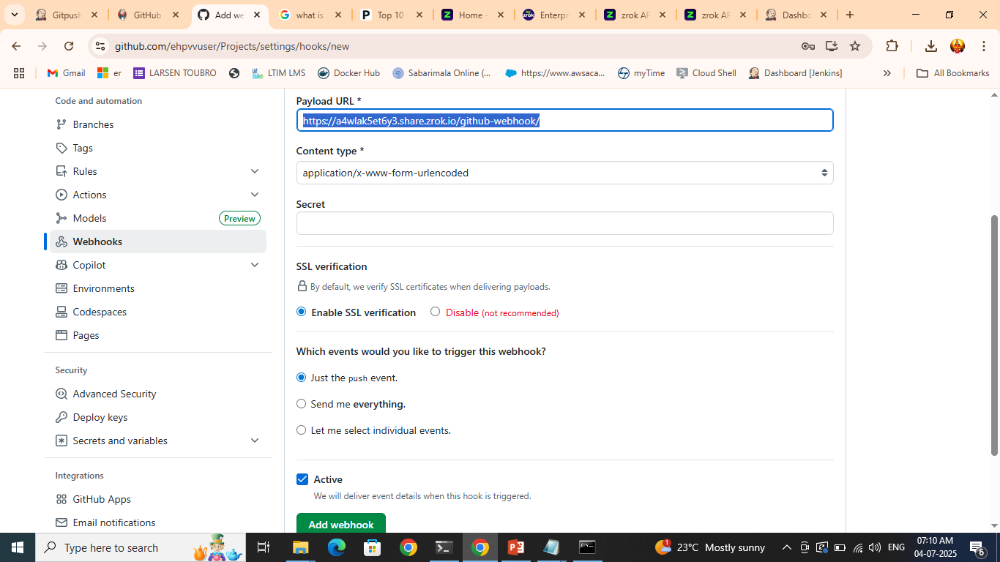 Gitpush
GitHub
Add we
what is
Top 10
Home -
Enterpr
zrok AP
zrok AP
Dashbo
github.com/ehpvvuser/Projects/settings/hooks/new
Gmail
er
LARSEN TOUBRO
LTIM LMS
Docker Hub
Sabarimala Online (...
https://www.awsaca...
myTime
Cloud Shell
Dashboard [Jenkins]
All Bookmarks
Code and automation
Branches
Tags
Rules
Actions
Models Preview
Webhooks
Copilot
Environments
Codespaces
Pages
Security
Advanced Security
Deploy keys
Secrets and variables
Integrations
GitHub Apps
Email notifications
Payload URL *
https://a4wlak5et6y3.share.zrok.io/github-webhook/
Content type *
application/x-www-form-urlencoded
Secret
SSL verification
By default, we verify SSL certificates when delivering payloads.
Enable SSL verification Disable (not recommended)
Which events would you like to trigger this webhook?
Just the push event.
Send me everything.
Let me select individual events.
Active
We will deliver event details when this hook is triggered.
Add webhook
Type here to search
23°C Mostly sunny
ENG
07:10 AM
04-07-2025
6